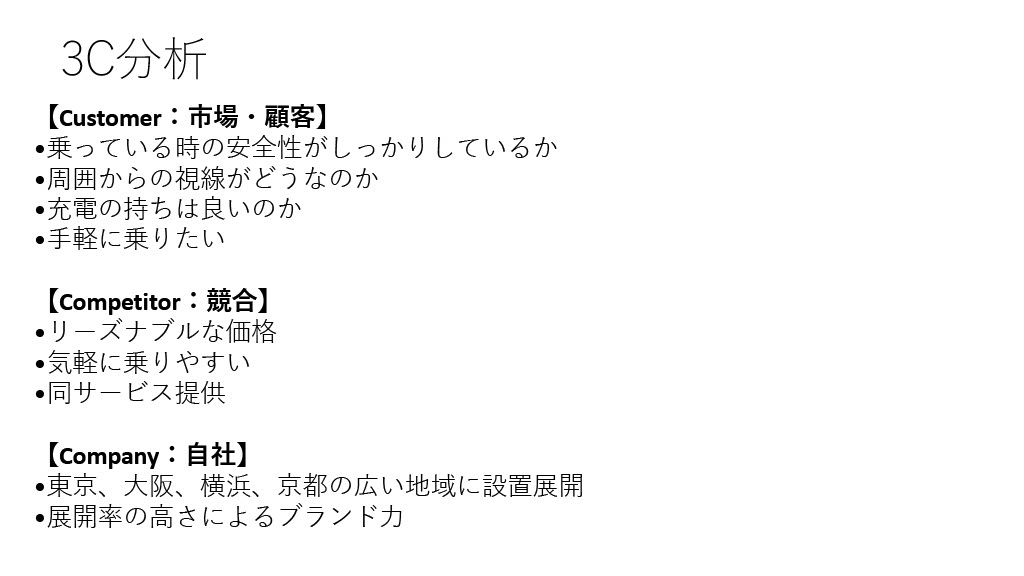 3C分析
【Customer：市場・顧客】
•乗っている時の安全性がしっかりしているか
•周囲からの視線がどうなのか
•充電の持ちは良いのか
•手軽に乗りたい
【Competitor：競合】
•リーズナブルな価格
•気軽に乗りやすい
•同サービス提供
【Company：自社】
•東京、大阪、横浜、京都の広い地域に設置展開
•展開率の高さによるブランド力